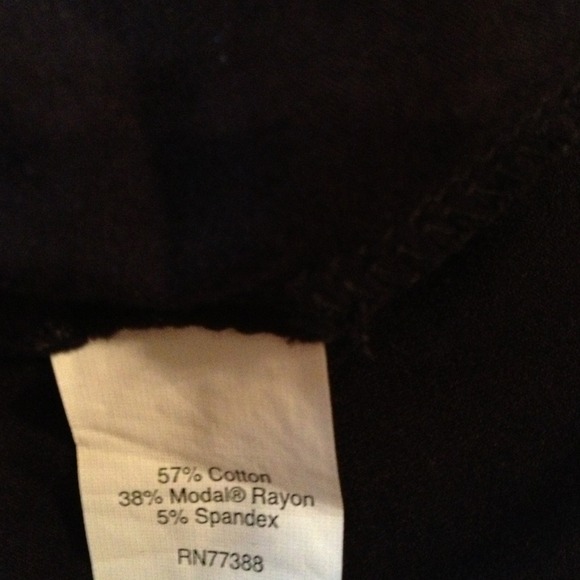 57% Cotton
38% Modal® Rayon
5% Spandex
RN77388